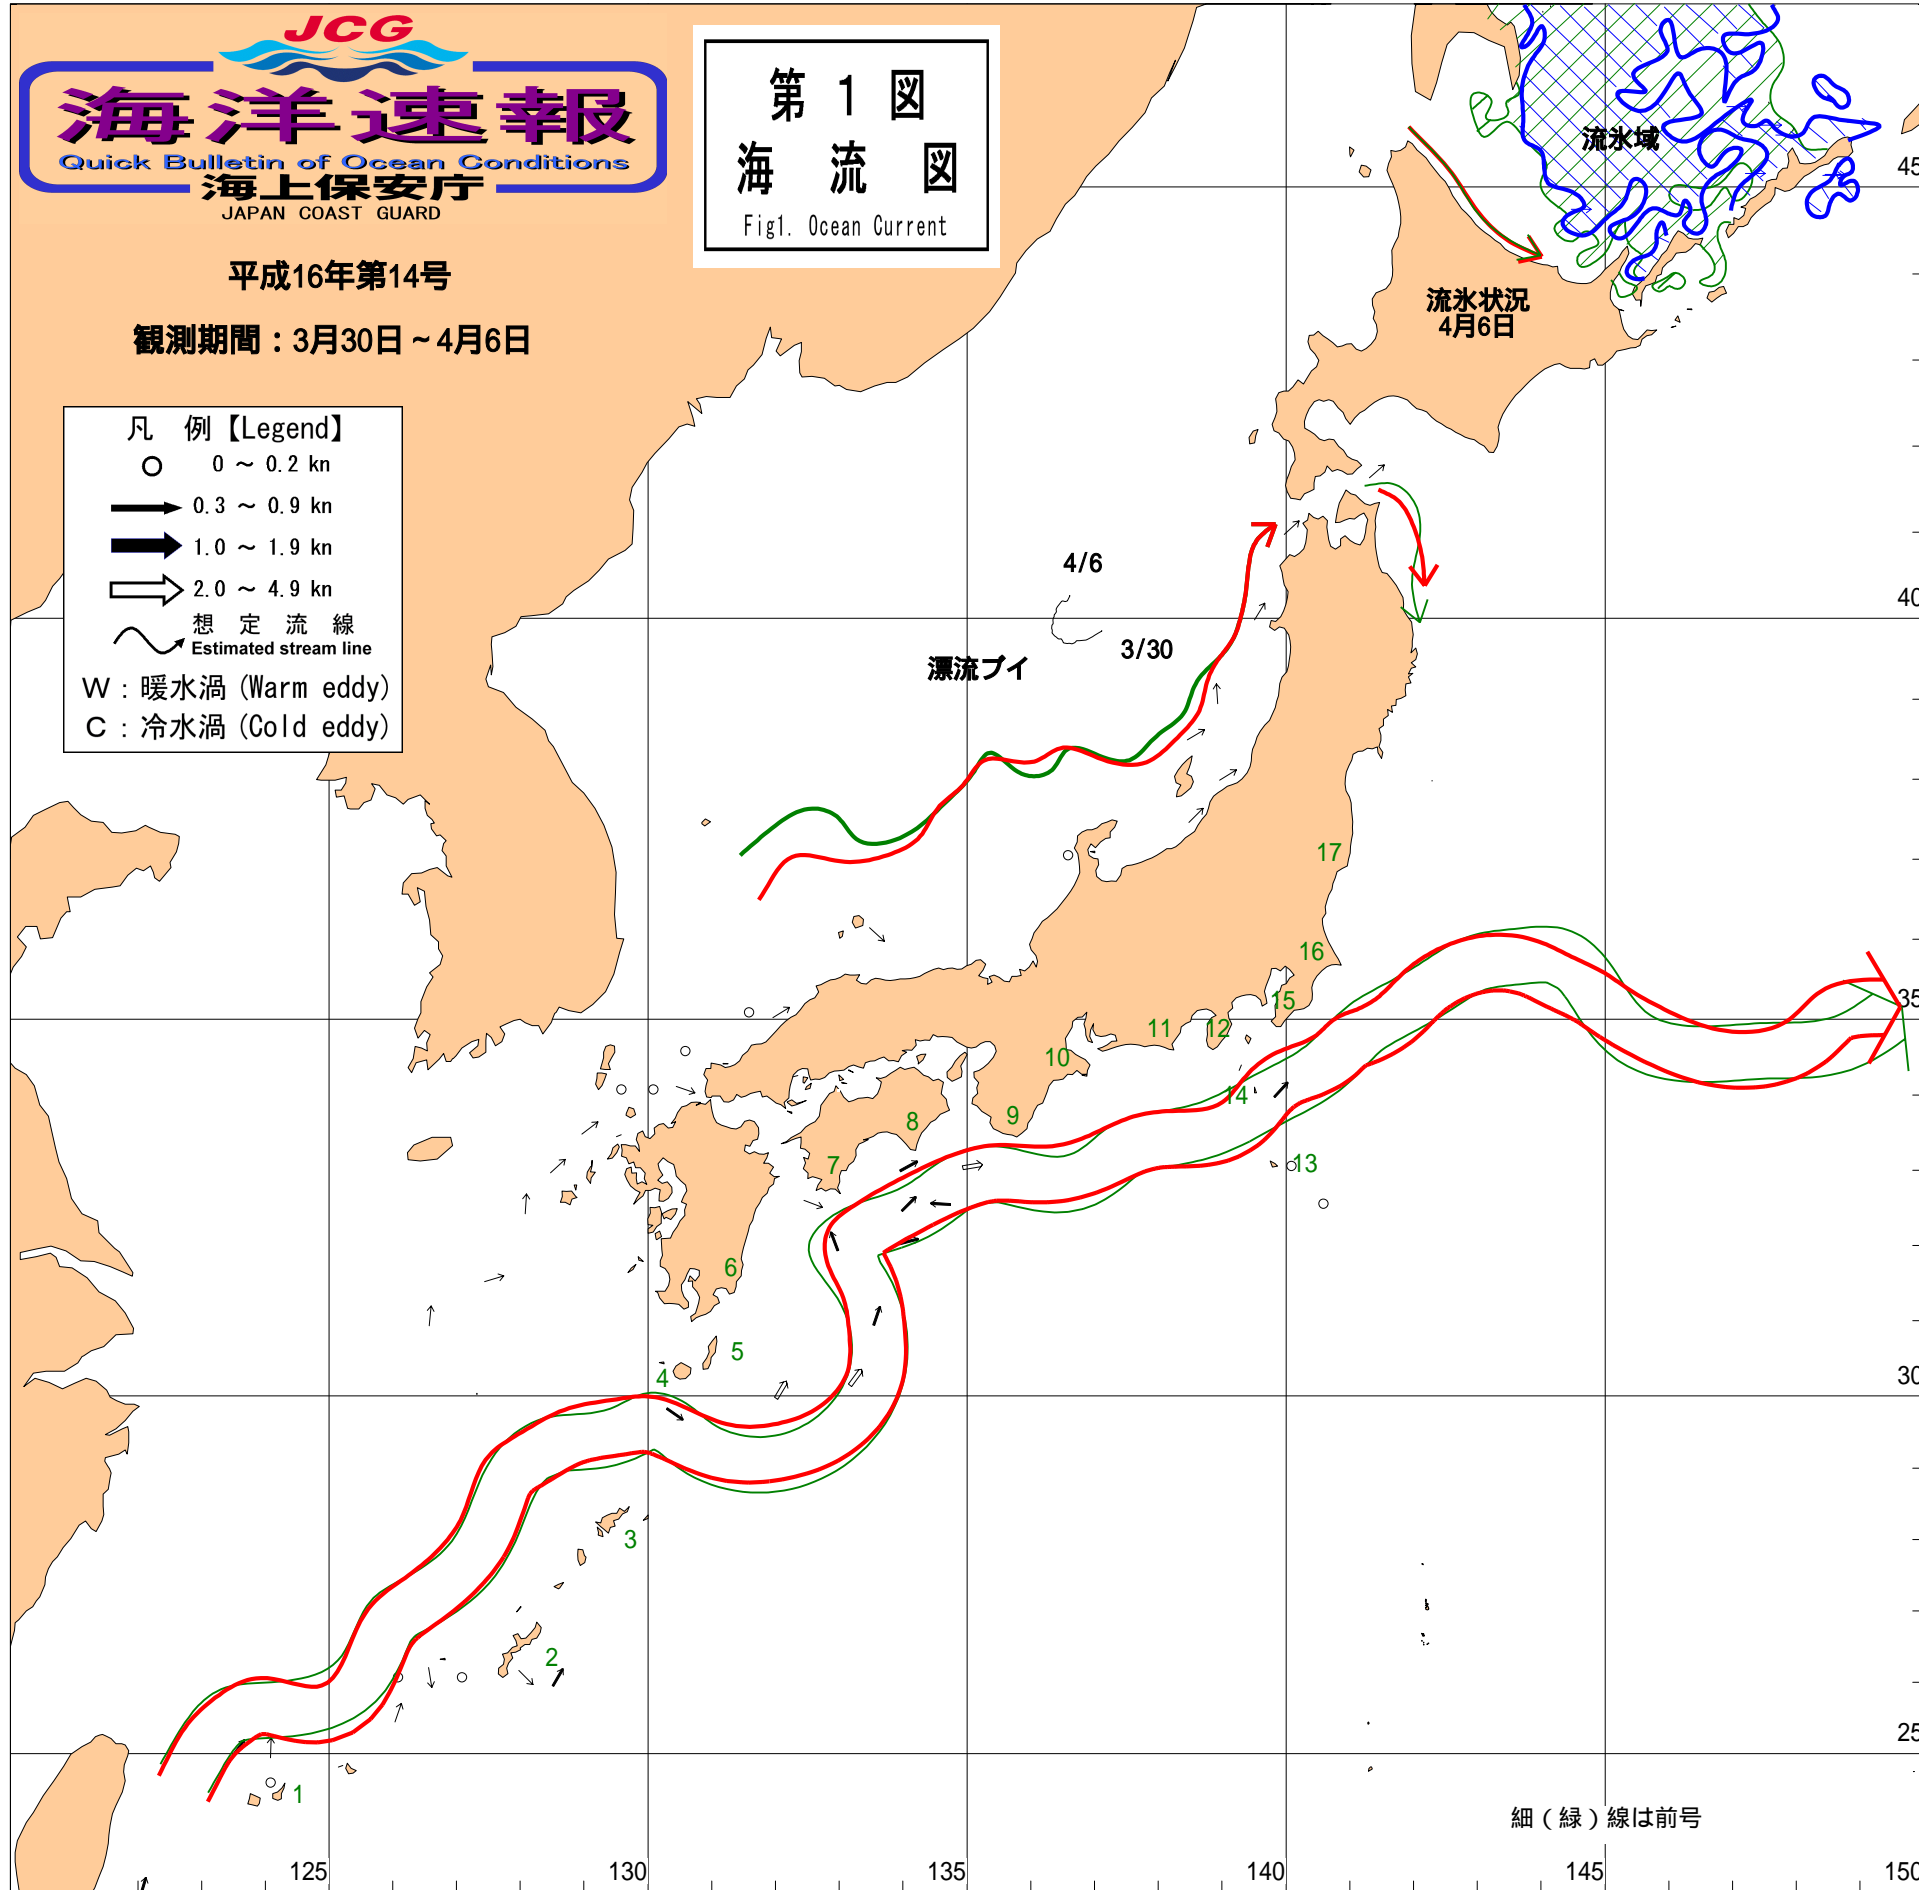 JCG
海洋速報
Quick Bulletin of Ocean Conditions
海上保安庁
JAPAN COAST GUARD
平成16年第14号
観測期間：3月30日～4月6日
第 1 図
海 流 図
Fig1. Ocean Current
凡 例【Legend】
0 ～ 0.2 kn
0.3 ～ 0.9 kn
1.0 ～ 1.9 kn
2.0 ～ 4.9 kn
想 定 流 線
Estimated stream line
W：暖水渦 (Warm eddy)
C：冷水渦 (Cold eddy)
流氷域
流氷状況
4月6日
4/6
3/30
漂流ブイ
45
40
35
30
25
17
16
15
12
11
10
14
9
8
13
7
6
5
4
3
2
1
細（緑）線は前号
125
130
135
140
145
150